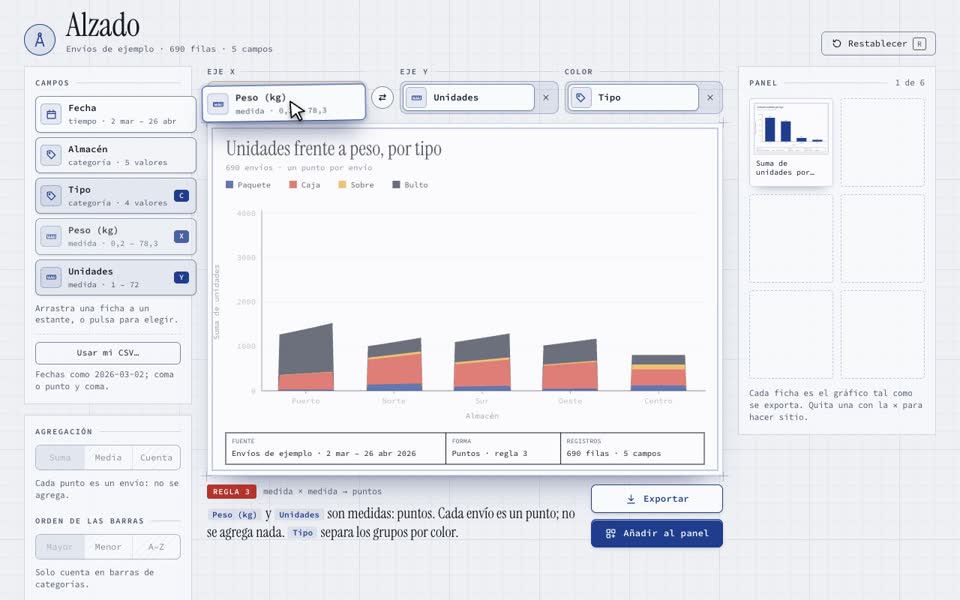 Alzado
Envíos de ejemplo · 690 filas · 5 campos
Restablecer R
CAMPOS
Fecha
tiempo · 2 mar – 26 abr
Almacén
categoría · 5 valores
Tipo
categoría · 4 valores
C
Peso (kg)
medida · 0,2 – 78,3
X
Unidades
medida · 1 – 72
Y
Arrastra una ficha a un
estante, o pulsa para elegir.
Usar mi CSV…
Fechas como 2026-03-02; coma
o punto y coma.
AGREGACIÓN
Suma Media Cuenta
Cada punto es un envío: no se
agrega.
ORDEN DE LAS BARRAS
Mayor Menor A–Z
Solo cuenta en barras de
categorías.
EJE X
Peso (kg)
EJE Y
Unidades
COLOR
Tipo
Unidades frente a peso, por tipo
690 envíos · un punto por envío
Paquete Caja Sobre Bulto
4000
3000
2000
1000
0
Suma de unidades
Puerto Norte Sur Oeste Centro
Almacén
FUENTE
Envíos de ejemplo · 2 mar – 26 abr 2026
FORMA
Puntos · regla 3
REGISTROS
690 filas · 5 campos
REGLA 3 medida × medida → puntos
Peso (kg) y Unidades son medidas: puntos. Cada envío es un punto; no
se agrega nada. Tipo separa los grupos por color.
Exportar
Añadir al panel
PANEL 1 de 6
Suma de
unidades por…
Cada ficha es el gráfico tal como
se exporta. Quita una con la × para
hacer sitio.